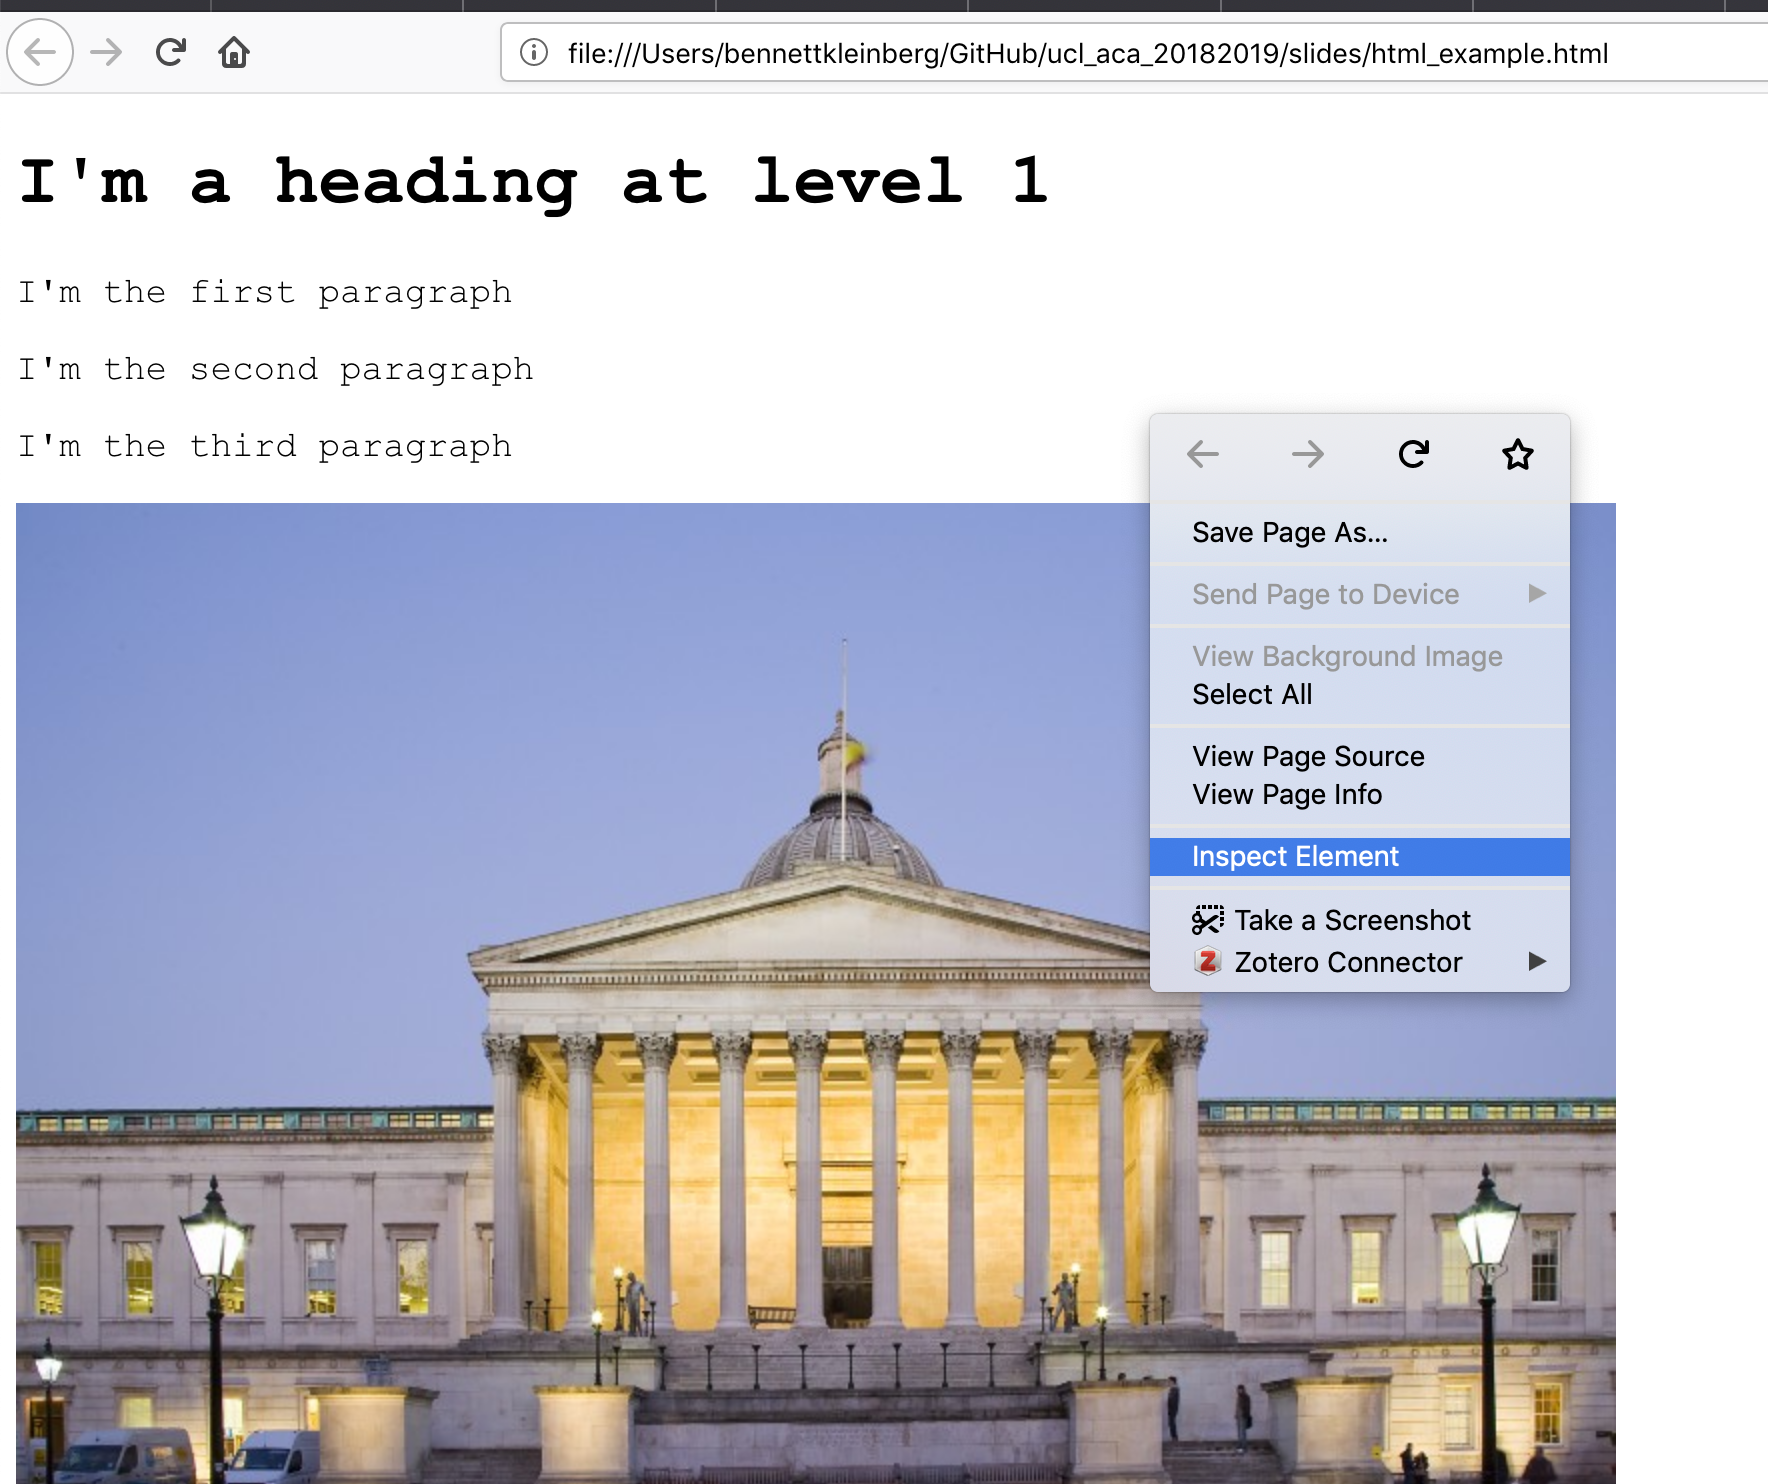 file:///Users/bennettkleinberg/GitHub/ucl_aca_20182019/slides/html_example.html
I'm a heading at level 1
I'm the first paragraph
I'm the second paragraph
I'm the third paragraph
Save Page As...
Send Page to Device
View Background Image
Select All
View Page Source
View Page Info
Inspect Element
Take a Screenshot
Z Zotero Connector